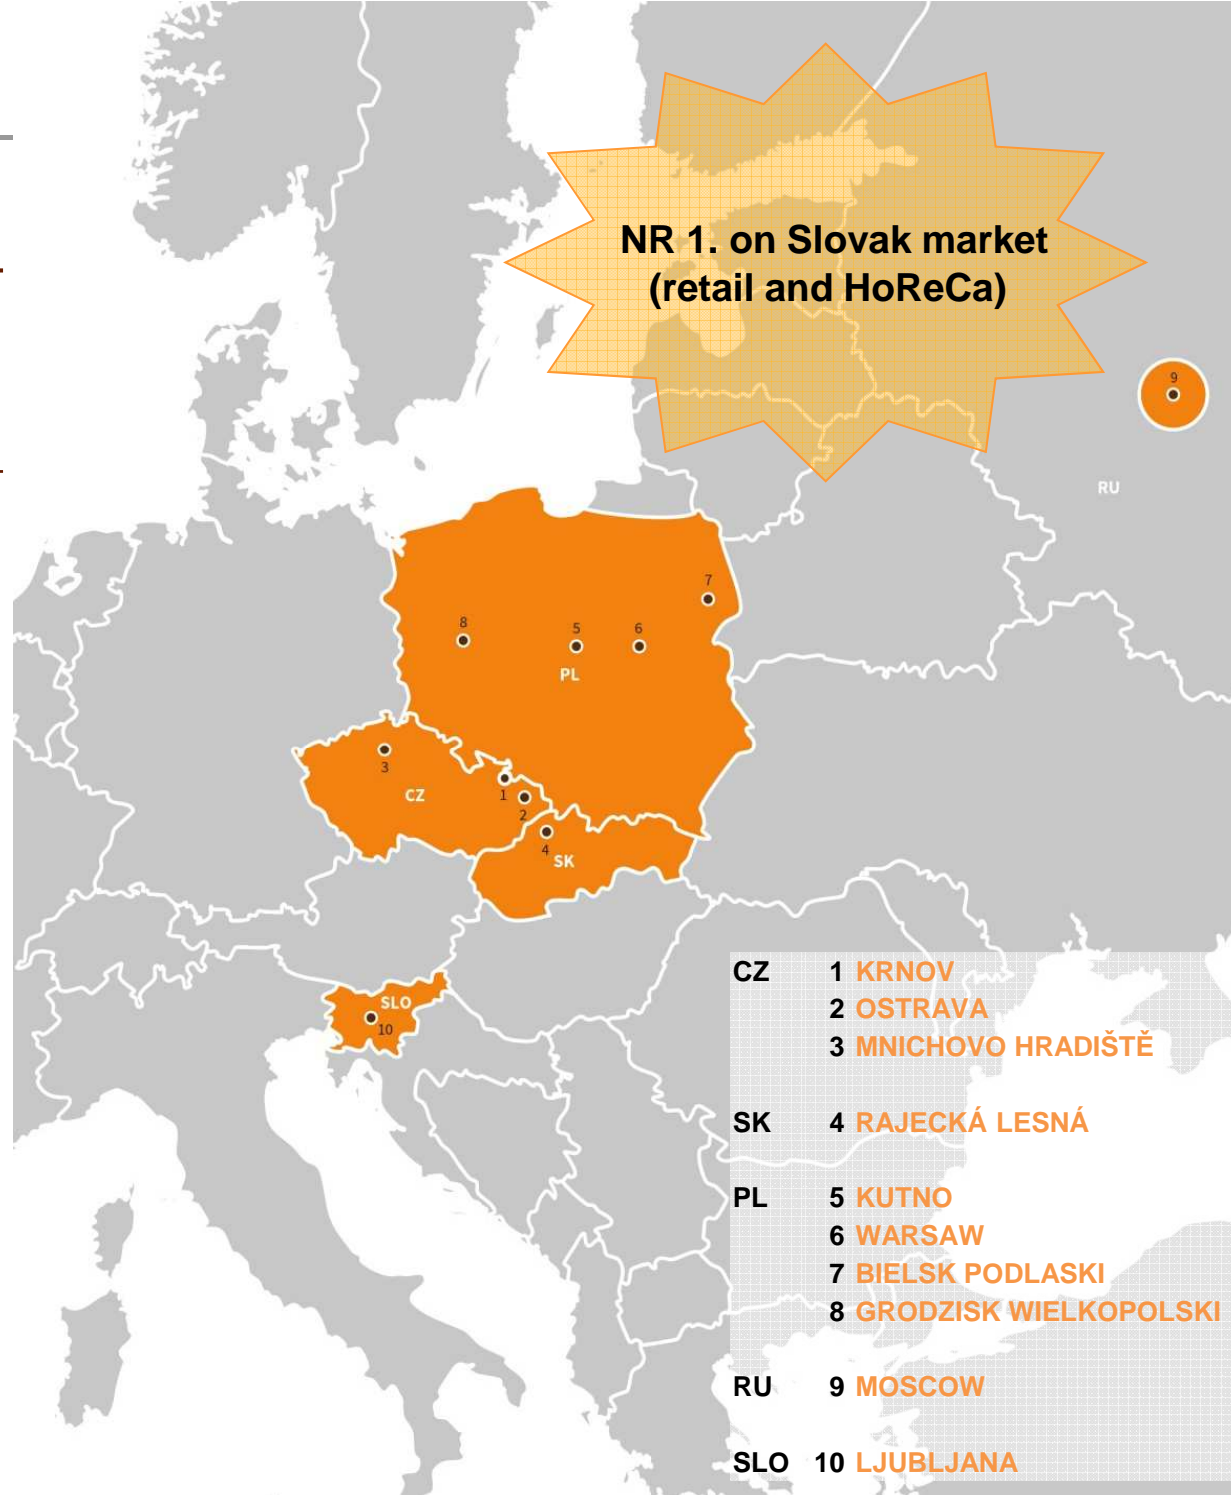 NR 1. on Slovak market
(retail and HoReCa)
9
RU
7
8
5
6
PL
3
CZ
1
2
4
SK
SLO
10
CZ 1 KRNOV
2 OSTRAVA
3 MNICHOVO HRADIŠTĚ
SK 4 RAJECKÁ LESNÁ
PL 5 KUTNO
6 WARSAW
7 BIELSK PODLASKI
8 GRODZISK WIELKOPOLSKI
RU 9 MOSCOW
SLO 10 LJUBLJANA